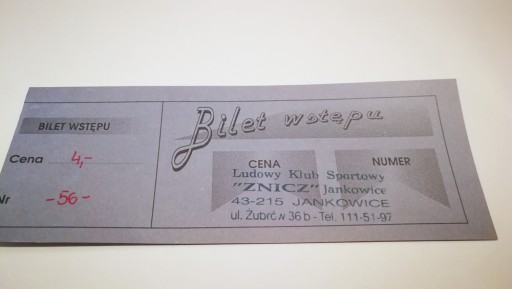 BILET WSTĘPU
Cena 4,-
Nr -56-
Bilet wstępu
CENA NUMER
Ludowy Klub Sportowy
"ZNICZ" Jankowice
43-215 JANKOWICE
ul. Żubrów 36 b - Tel. 111-51-97